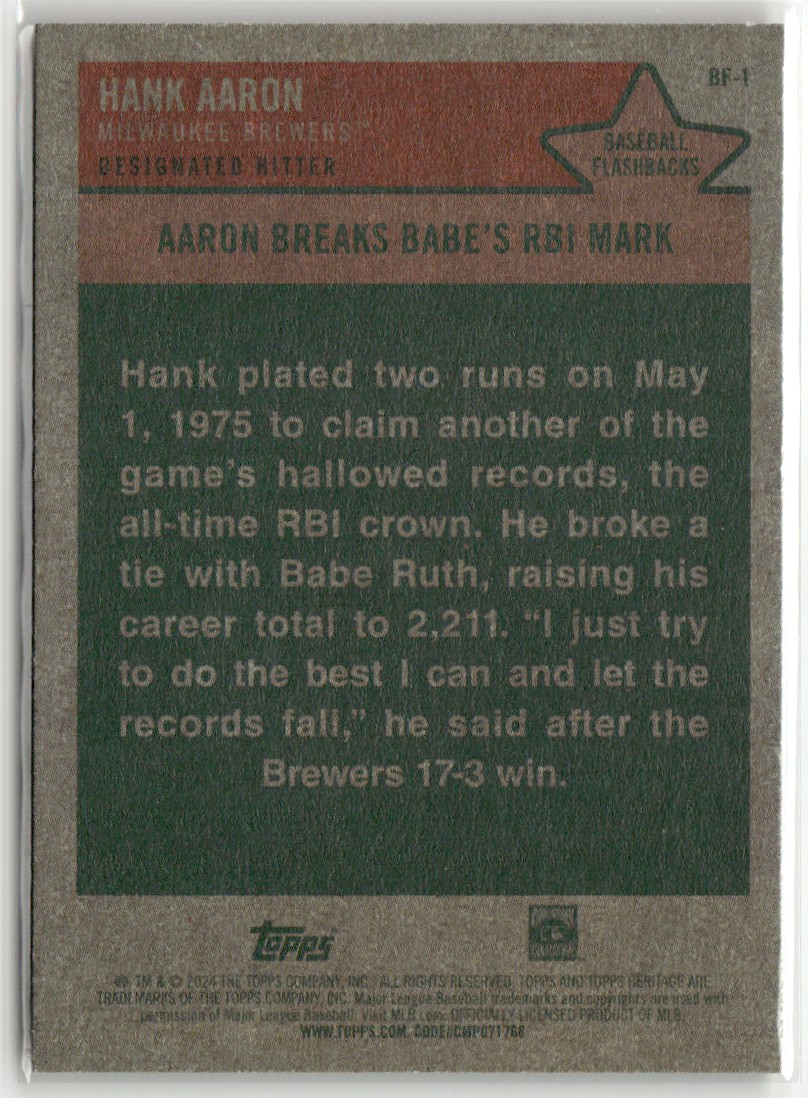 HANK AARON
BF-1
MILWAUKEE BREWERS™
DESIGNATED HITTER
BASEBALL
FLASHBACKS
AARON BREAKS BABE'S RBI MARK
Hank plated two runs on May
1, 1975 to claim another of the
game's hallowed records, the
all-time RBI crown. He broke a
tie with Babe Ruth, raising his
career total to 2,211. “I just try
to do the best I can and let the
records fall,” he said after the
Brewers 17-3 win.
topps
®, TM & © 2024 THE TOPPS COMPANY, INC. ALL RIGHTS RESERVED. TOPPS AND TOPPS HERITAGE ARE
TRADEMARKS OF THE TOPPS COMPANY, INC. Major League Baseball trademarks and copyrights are used with
permission of Major League Baseball. Visit MLB.com. OFFICIALLY LICENSED PRODUCT OF MLB.
WWW.TOPPS.COM CODE#CMP071768